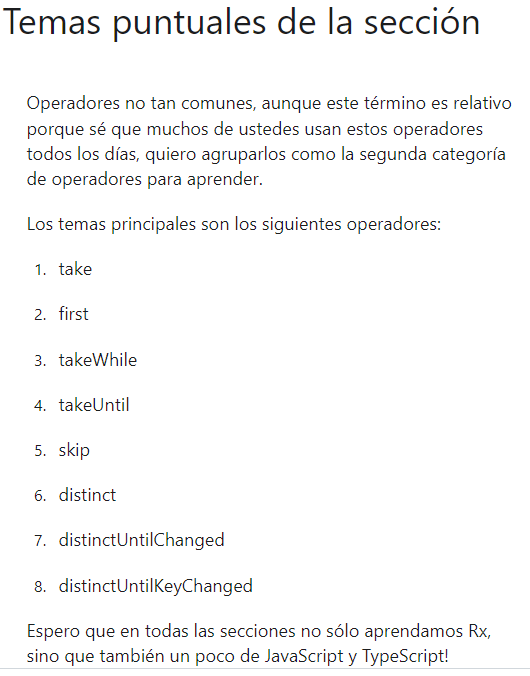 Temas puntuales de la sección
Operadores no tan comunes, aunque este término es relativo
porque sé que muchos de ustedes usan estos operadores
todos los días, quiero agruparlos como la segunda categoría
de operadores para aprender.
Los temas principales son los siguientes operadores:
1. take
2. first
3. takeWhile
4. takeUntil
5. skip
6. distinct
7. distinctUntilChanged
8. distinctUntilKeyChanged
Espero que en todas las secciones no sólo aprendamos Rx,
sino que también un poco de JavaScript y TypeScript!